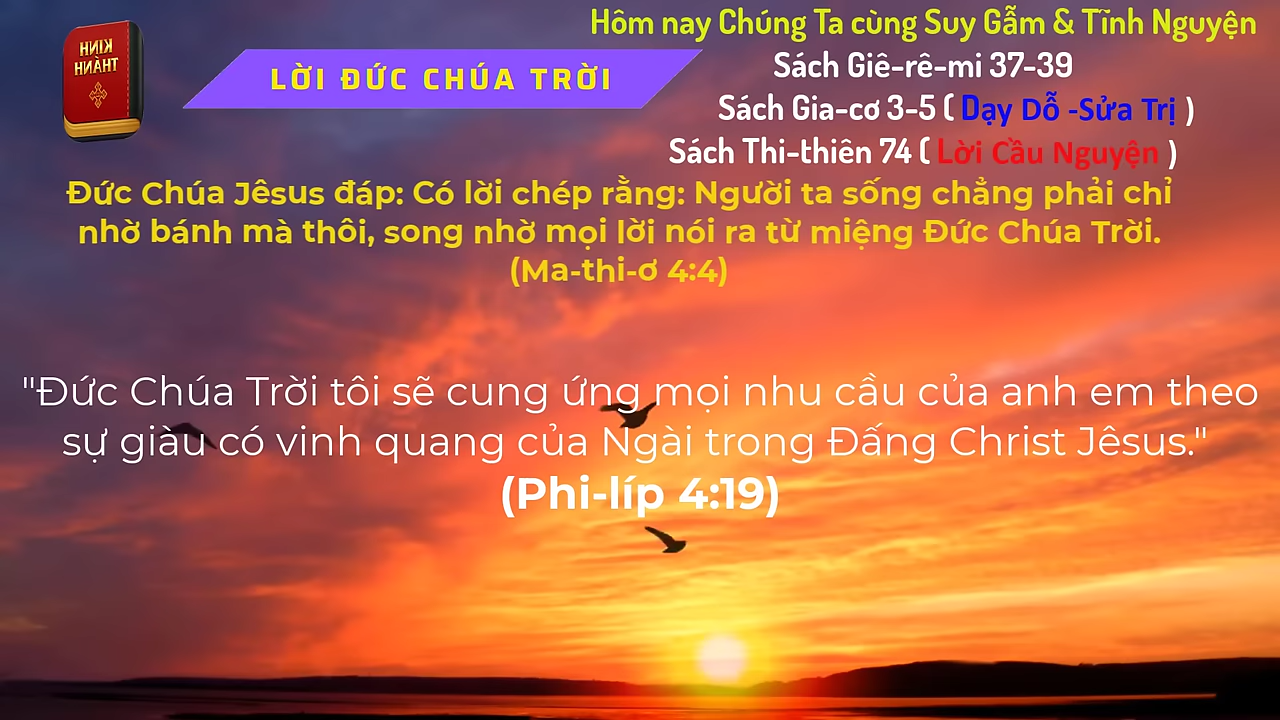 KINH
THÁNH
LỜI ĐỨC CHÚA TRỜI
Hôm nay Chúng Ta cùng Suy Gẫm & Tĩnh Nguyện
Sách Giê-rê-mi 37-39
Sách Gia-cơ 3-5 ( Dạy Dỗ -Sửa Trị )
Sách Thi-thiên 74 ( Lời Cầu Nguyện )
Đức Chúa Jêsus đáp: Có lời chép rằng: Người ta sống chẳng phải chỉ
nhờ bánh mà thôi, song nhờ mọi lời nói ra từ miệng Đức Chúa Trời.
(Ma-thi-ơ 4:4)
"Đức Chúa Trời tôi sẽ cung ứng mọi nhu cầu của anh em theo
sự giàu có vinh quang của Ngài trong Đấng Christ Jêsus."
(Phi-líp 4:19)